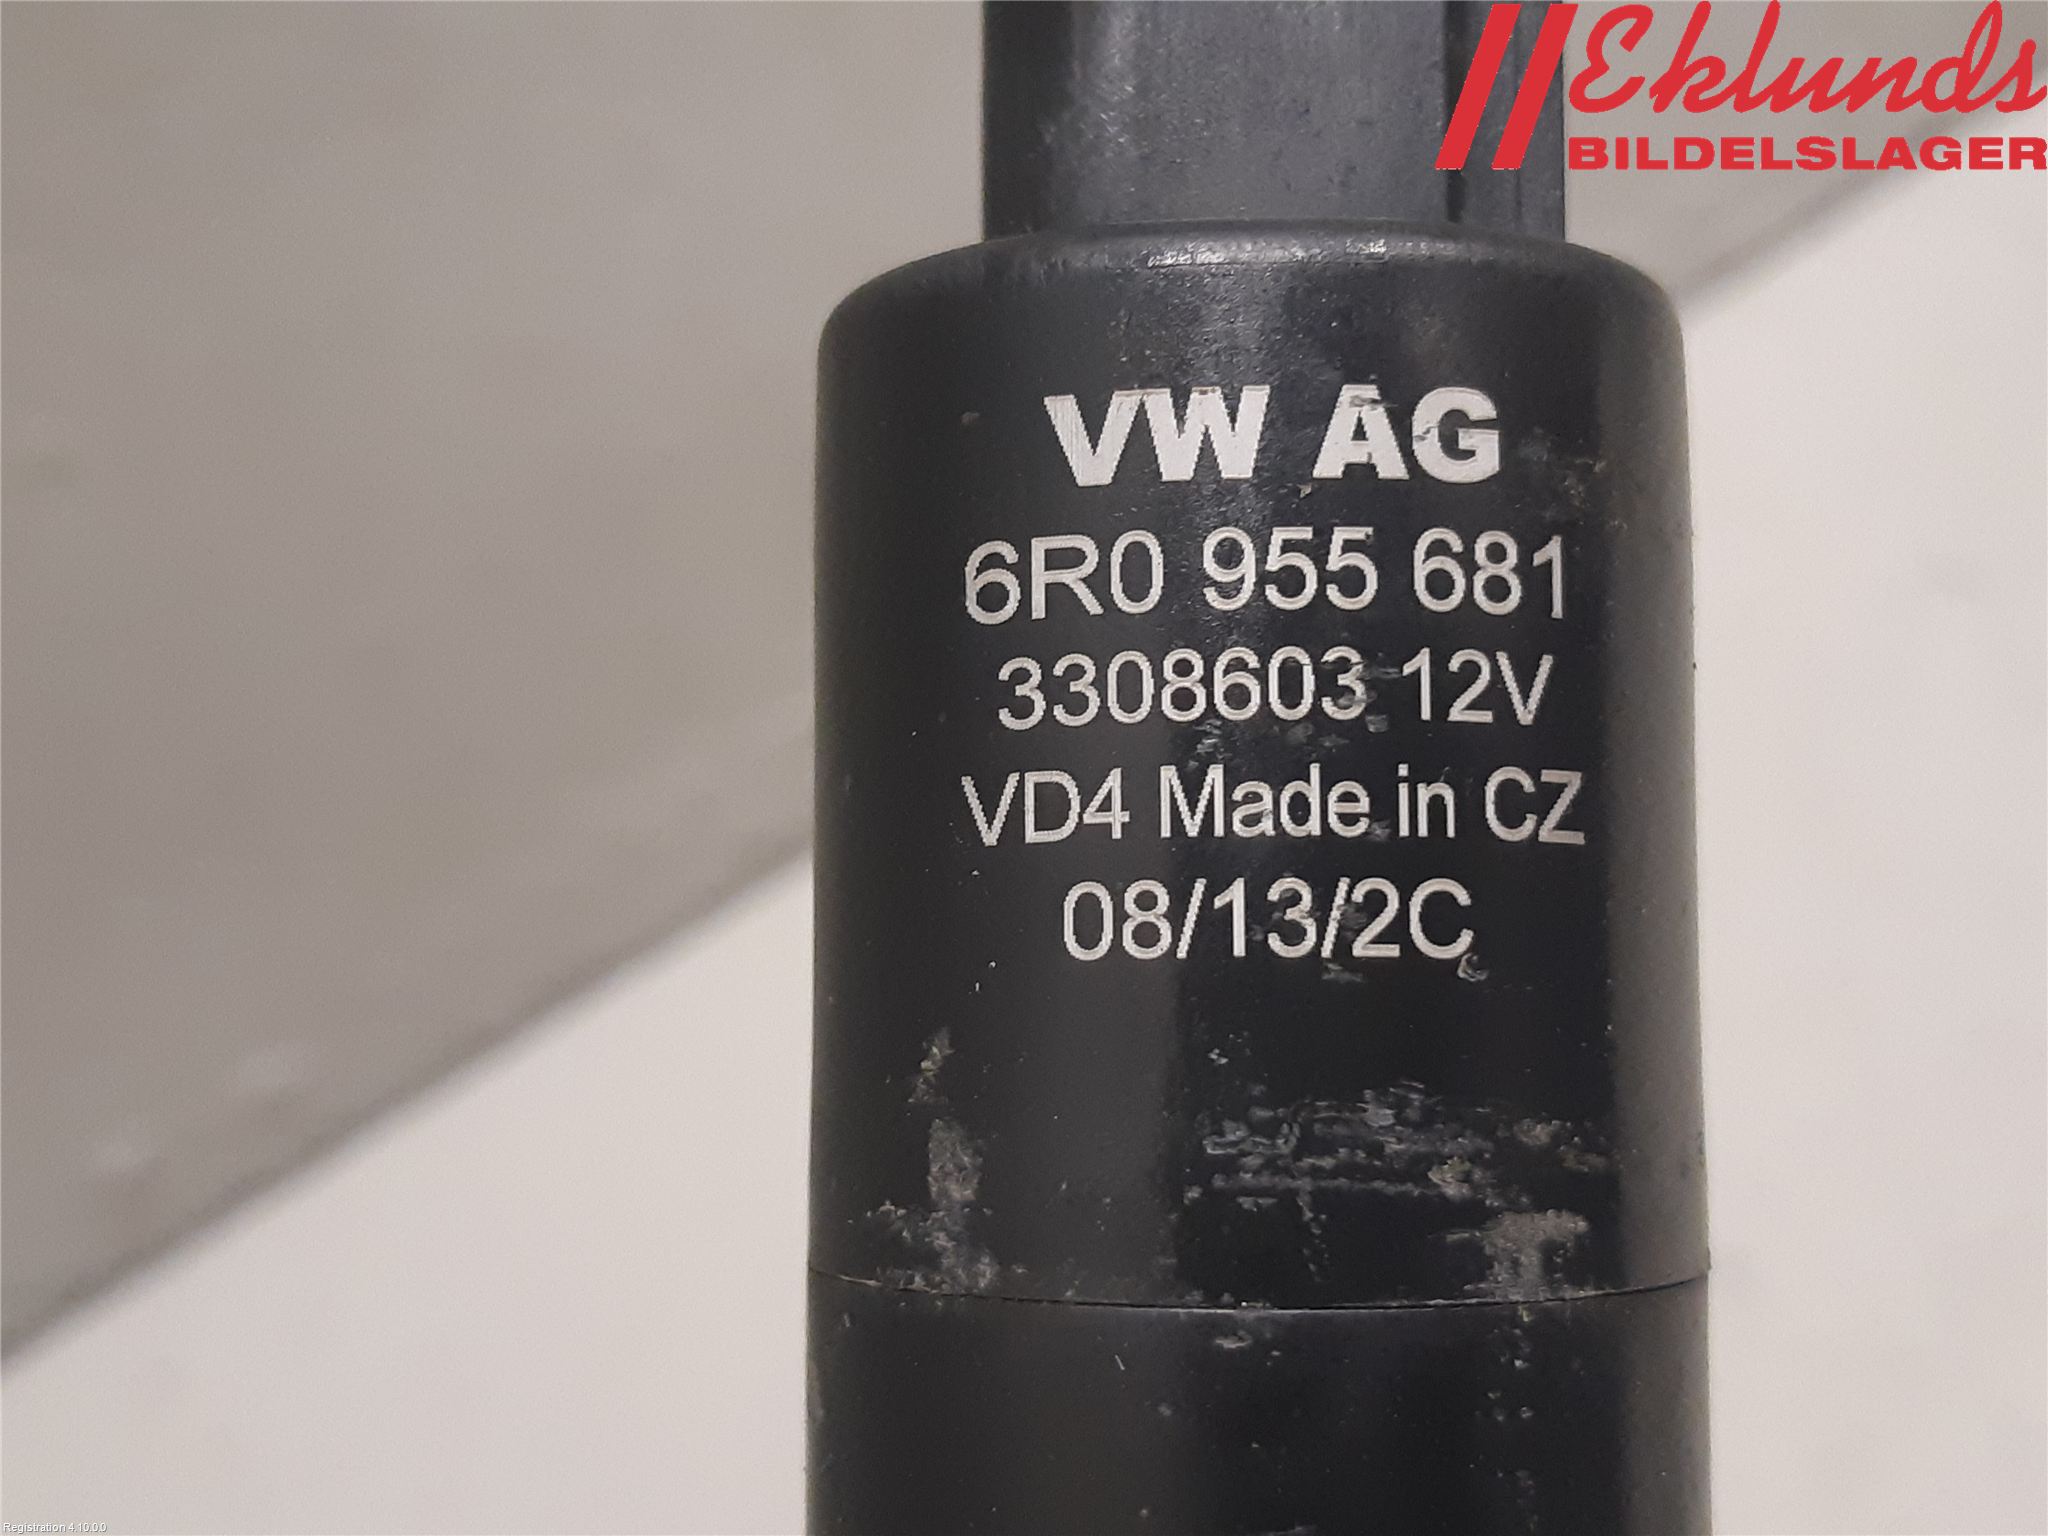 Eklunds
BILDELSLAGER
VW AG
6R0 955 681
3308603 12V
VD4 Made in CZ
08/13/2C
Registration 4.10.0.0